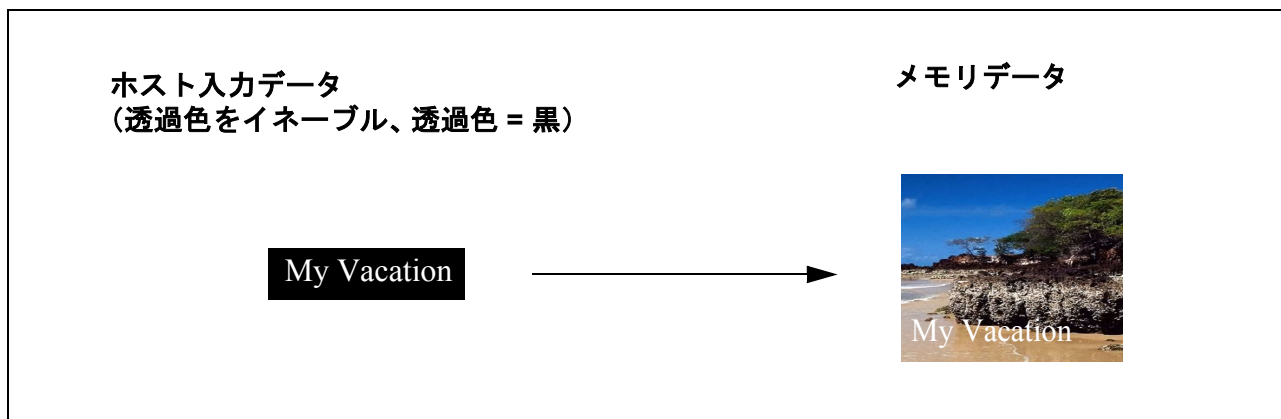 ホスト入力データ
（透過色をイネーブル、透過色 = 黒）
メモリデータ
My Vacation
My Vacation